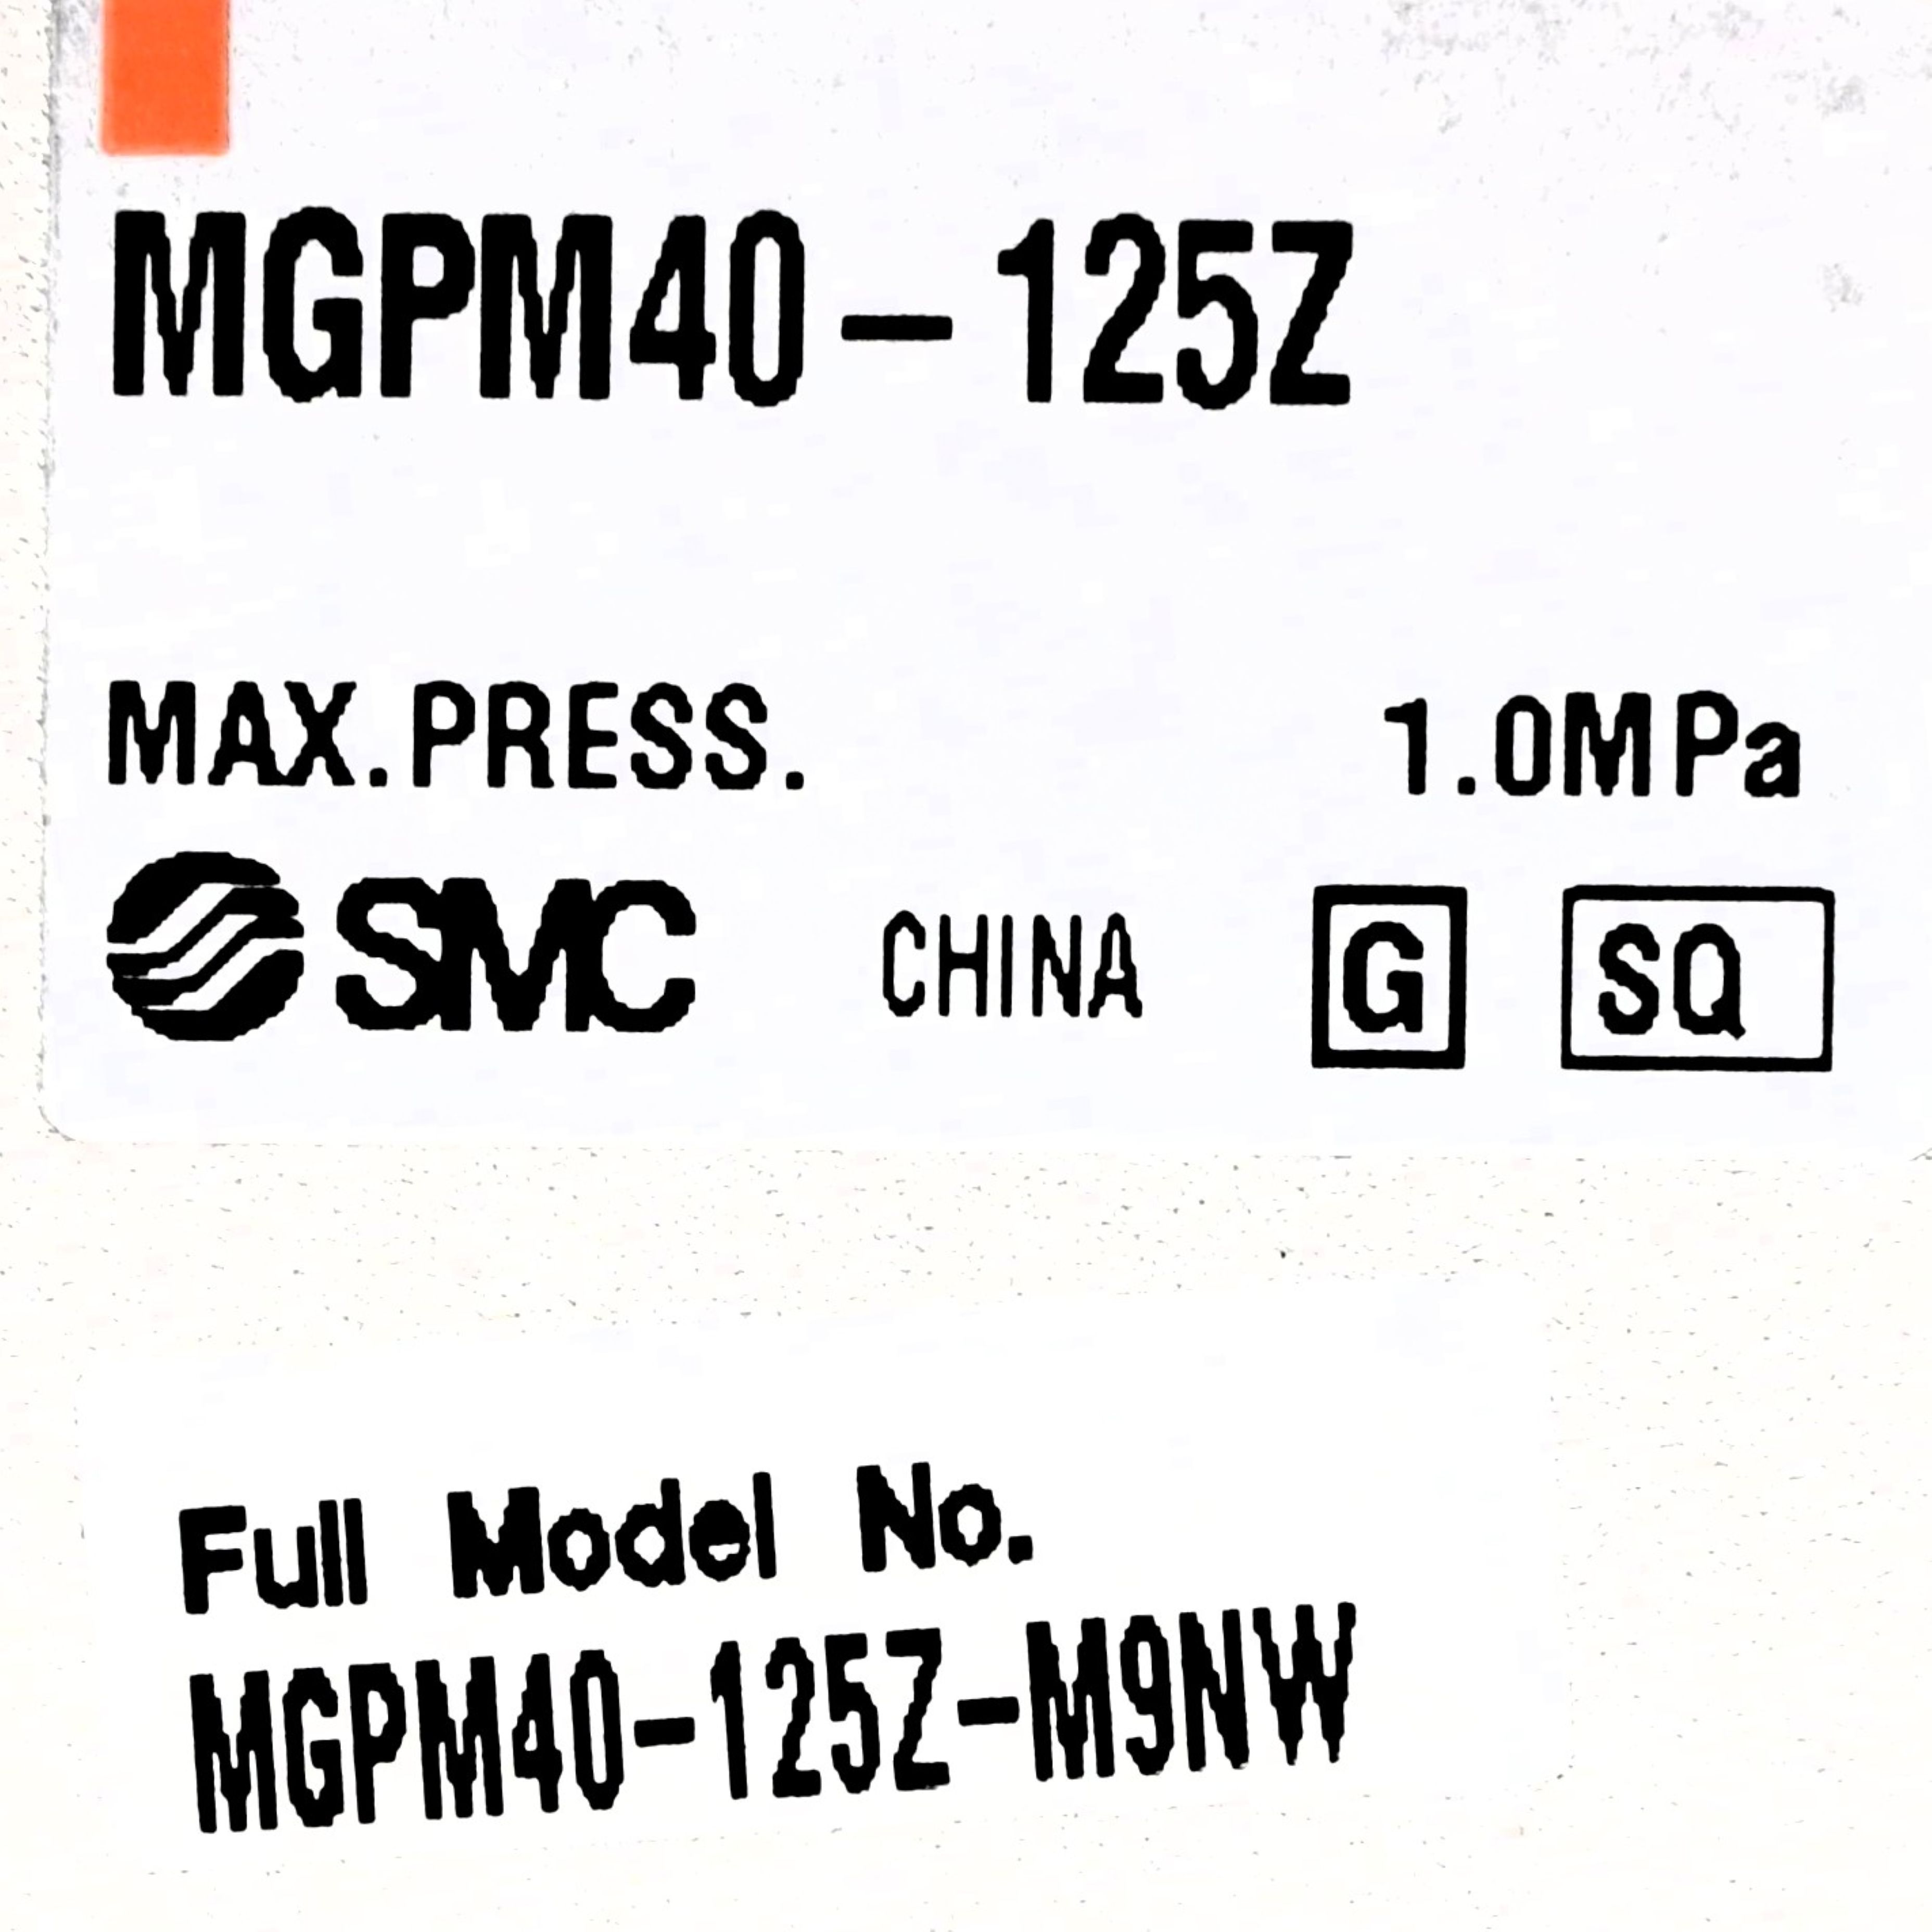 MGPM40-125Z
MAX.PRESS. 1.0MPa
SMC CHINA G SQ
Full Model No.
MGPM40-125Z-M9NW